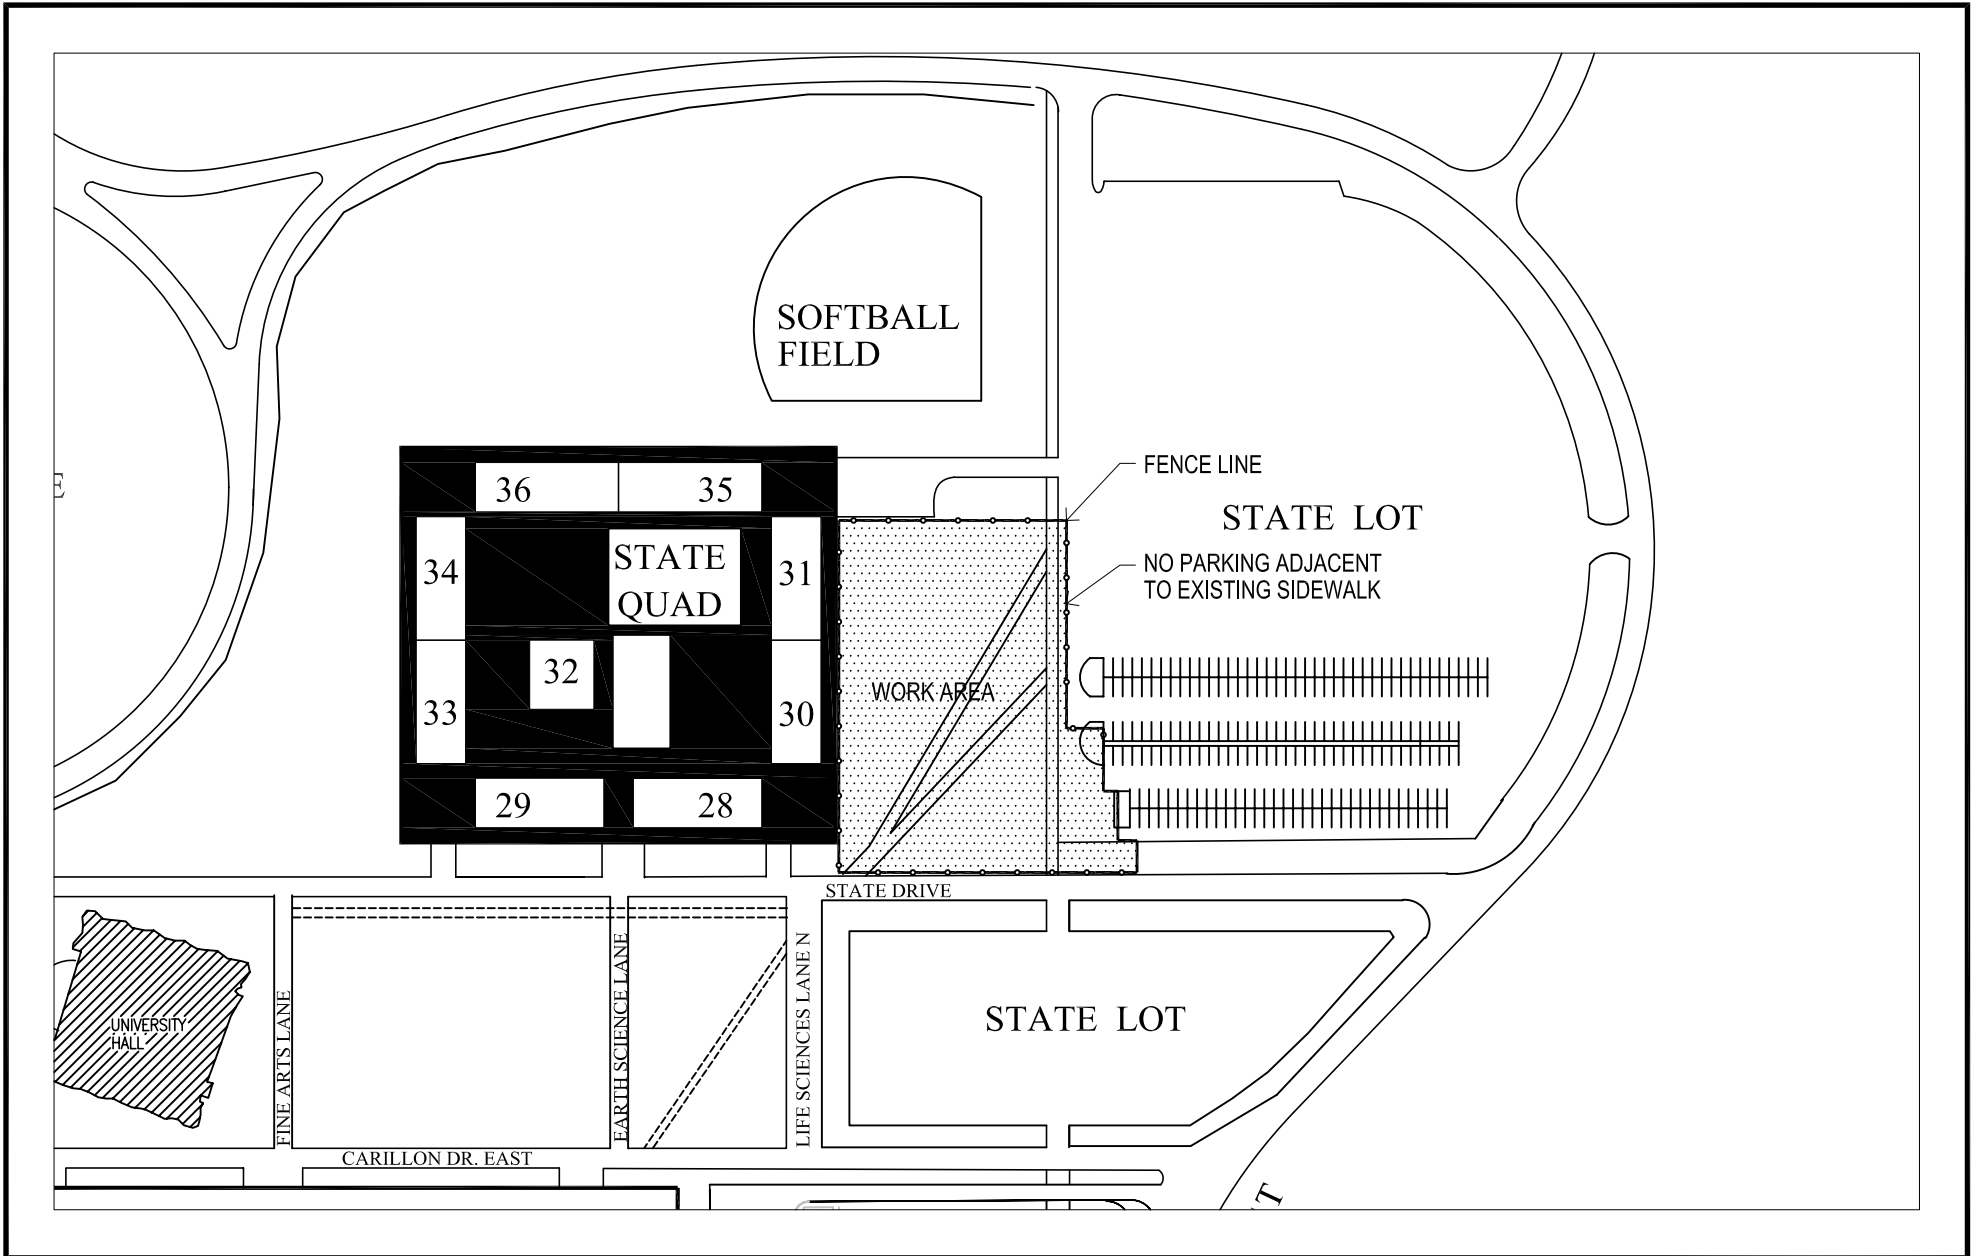 SOFTBALL
FIELD
E
FENCE LINE
STATE LOT
NO PARKING ADJACENT
TO EXISTING SIDEWALK
36
35
STATE
QUAD
34
31
32
33
30
29
28
WORK AREA
STATE DRIVE
UNIVERSITY
HALL
FINE ARTS LANE
EARTH SCIENCE LANE
LIFE SCIENCES LANE N
STATE LOT
CARILLON DR. EAST
T